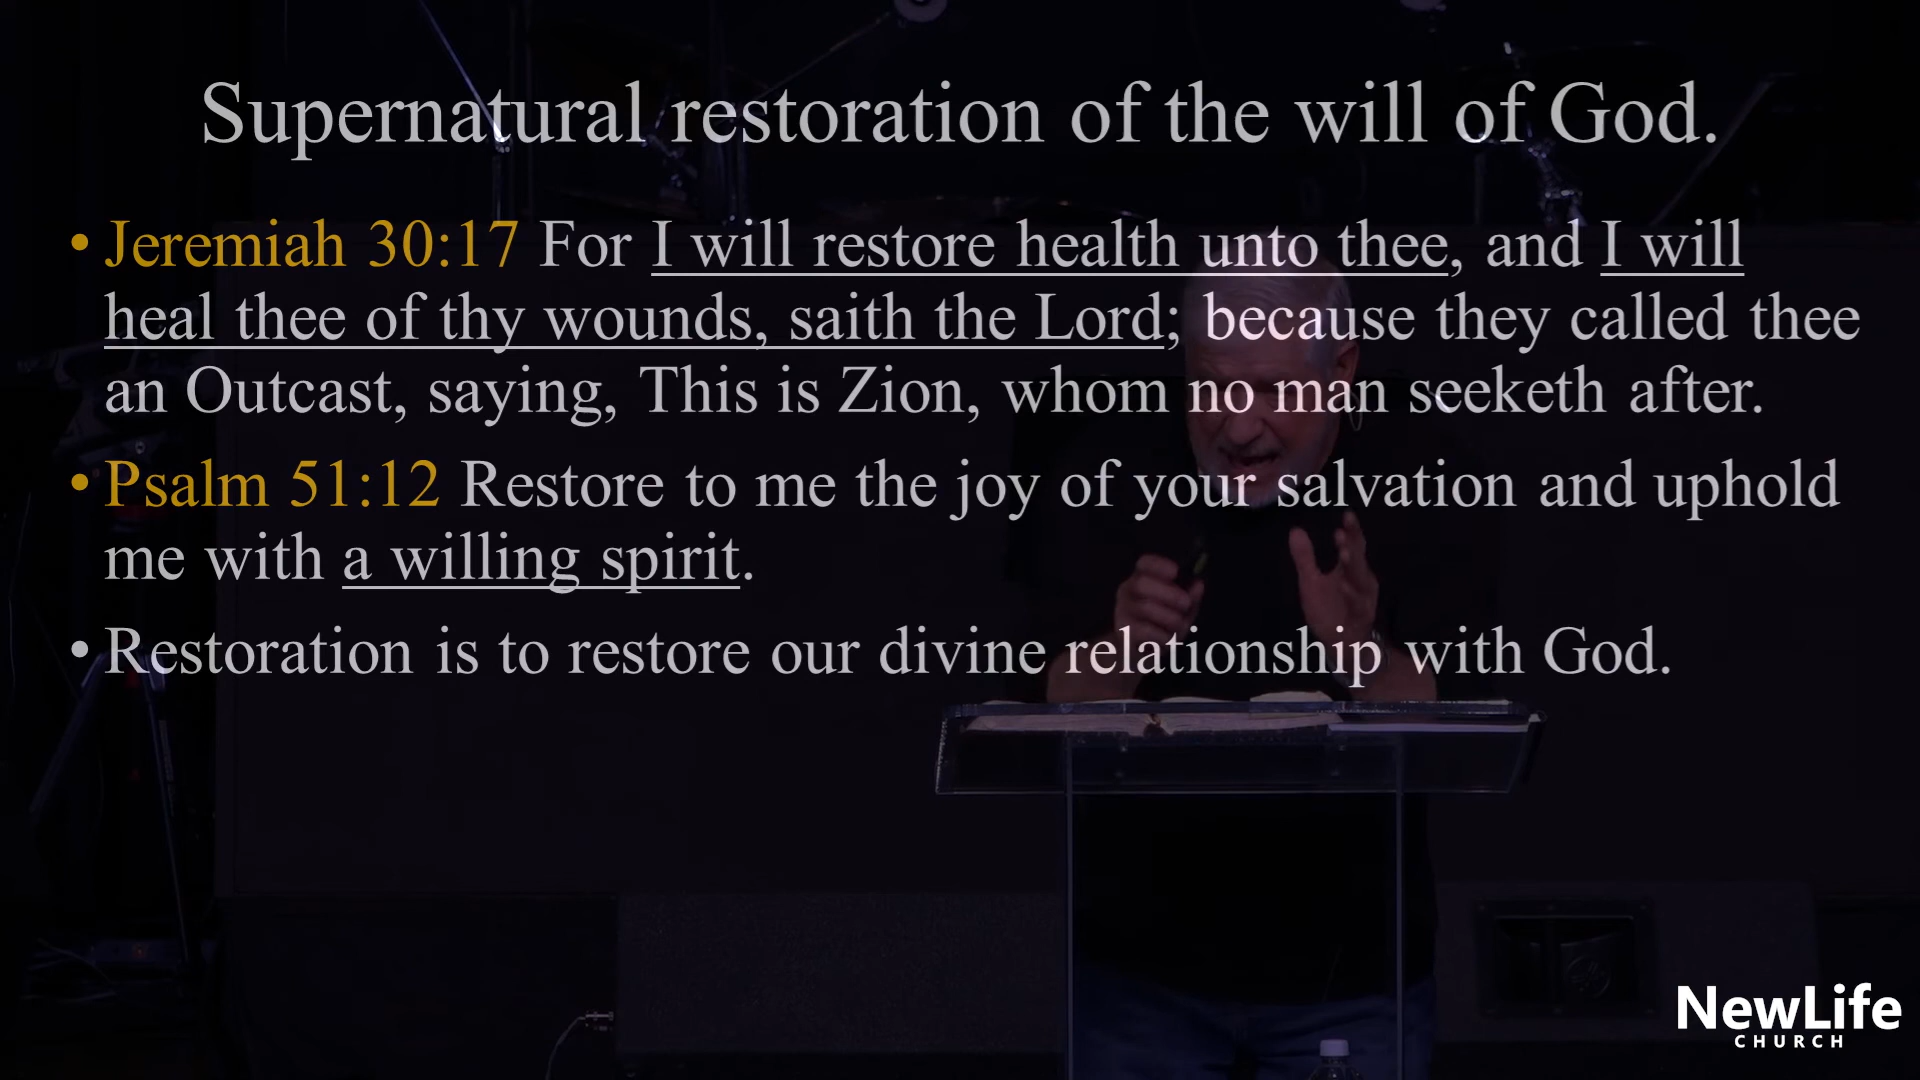 Supernatural restoration of the will of God.
• Jeremiah 30:17 For I will restore health unto thee, and I will
heal thee of thy wounds, saith the Lord; because they called thee
an Outcast, saying, This is Zion, whom no man seeketh after.
• Psalm 51:12 Restore to me the joy of your salvation and uphold
me with a willing spirit.
• Restoration is to restore our divine relationship with God.
NewLife
CHURCH